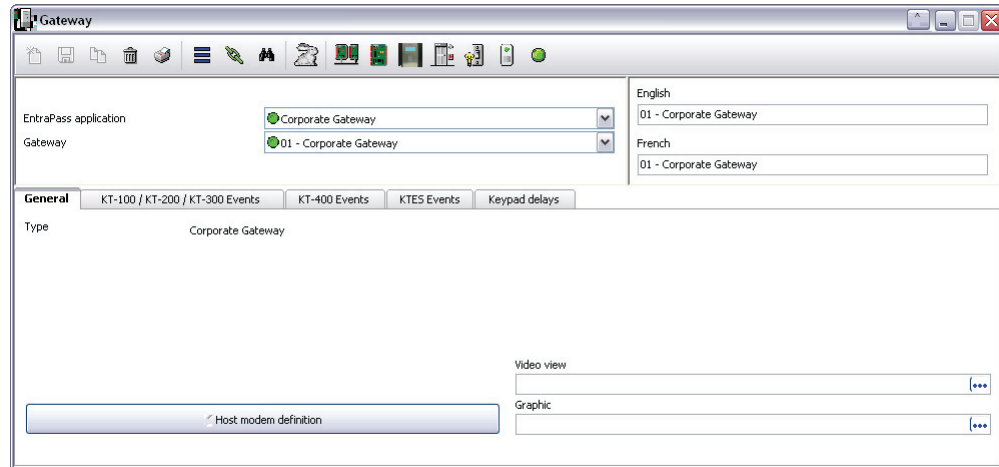 Gateway
English
EntraPass application
Corporate Gateway
01 - Corporate Gateway
Gateway
01 - Corporate Gateway
French
01 - Corporate Gateway
General
KT-100 / KT-200 / KT-300 Events
KT-400 Events
KTES Events
Keypad delays
Type
Corporate Gateway
Video view
Graphic
Host modem definition